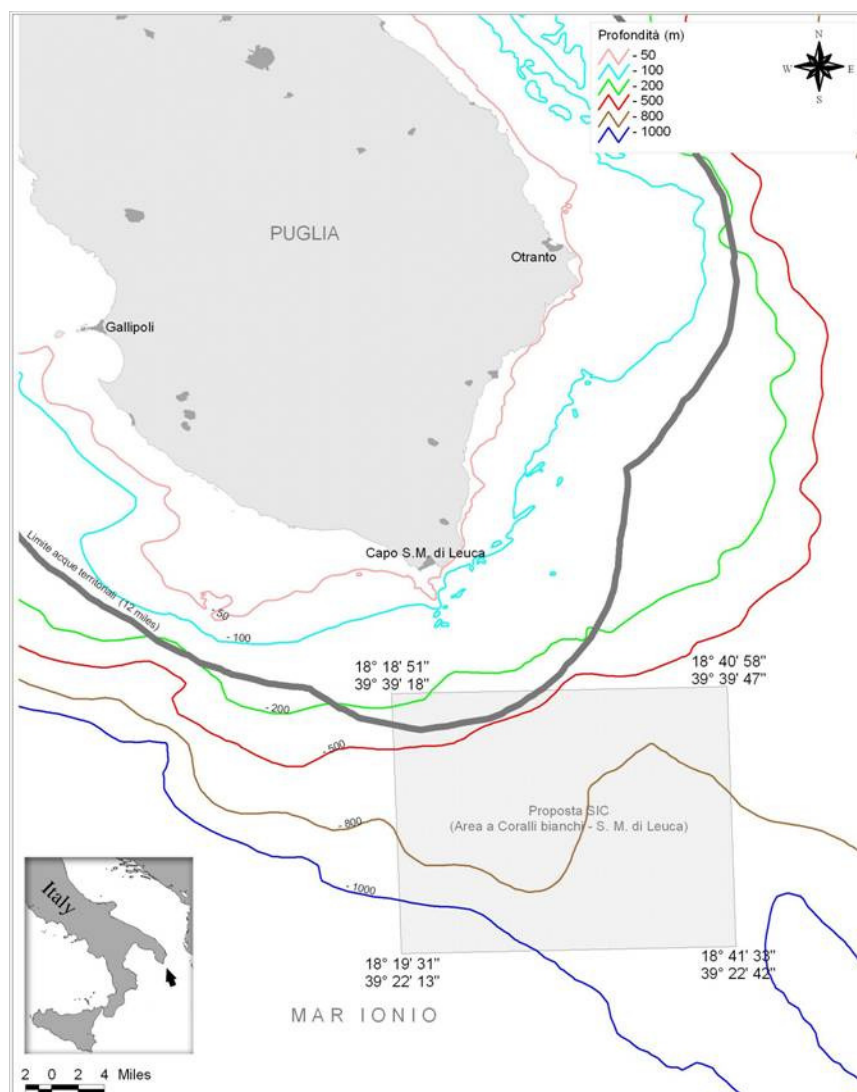 Profondità (m)
- 50
- 100
- 200
- 500
- 800
- 1000
N
W E
S
PUGLIA
Otranto
Gallipoli
Capo S.M. di Leuca
Limite acque territoriali (12 miles)
- 50
- 100
18° 18' 51"
39° 39' 18"
18° 40' 58"
39° 39' 47"
- 200
- 500
Proposta SIC
(Area a Coralli bianchi - S. M. di Leuca)
- 800
- 1000
Italy
18° 19' 31"
39° 22' 13"
18° 41' 33"
39° 22' 42"
MAR IONIO
2 0 2 4 Miles